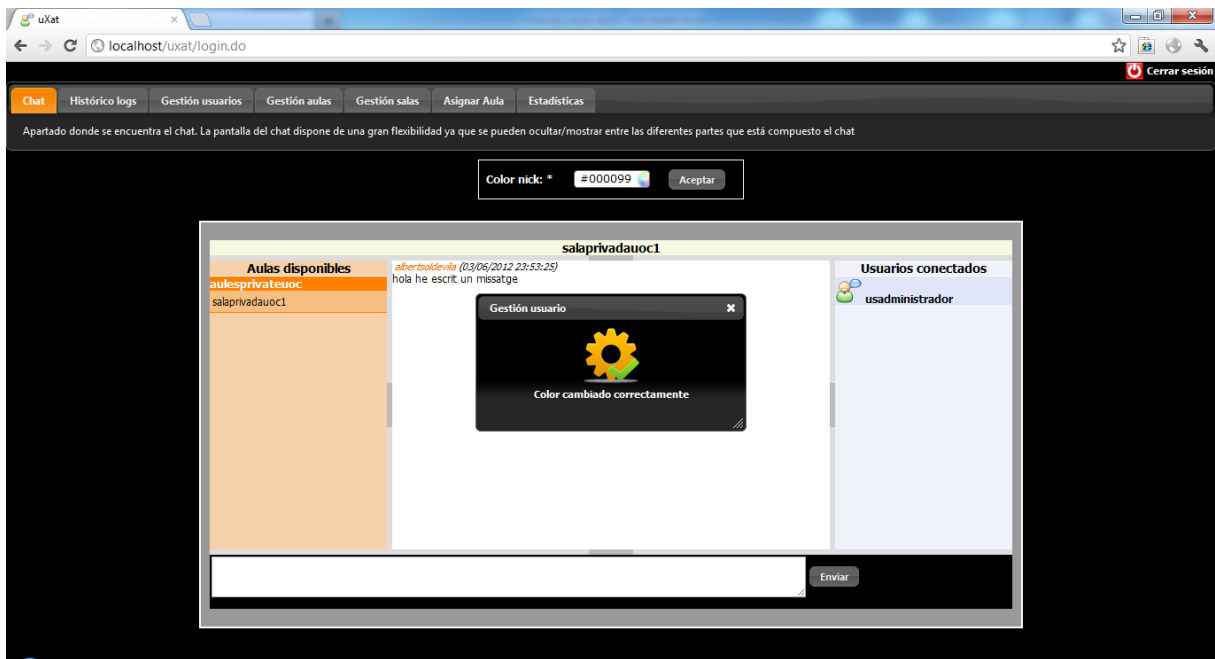 uXat
localhost/uxat/login.do
Cerrar sesión
Chat Histórico logs Gestión usuarios Gestión aulas Gestión salas Asignar Aula Estadísticas
Apartado donde se encuentra el chat. La pantalla del chat dispone de una gran flexibilidad ya que se pueden ocultar/mostrar entre las diferentes partes que está compuesto el chat
Color nick: * #000099 Aceptar
salaprivadauoc1
Aulas disponibles
aulesprivateuoc
salaprivadauoc1
albertsoldevila (03/06/2012 23:53:25)
hola he escrit un missatge
Gestión usuario
Color cambiado correctamente
Usuarios conectados
usadministrador
Enviar